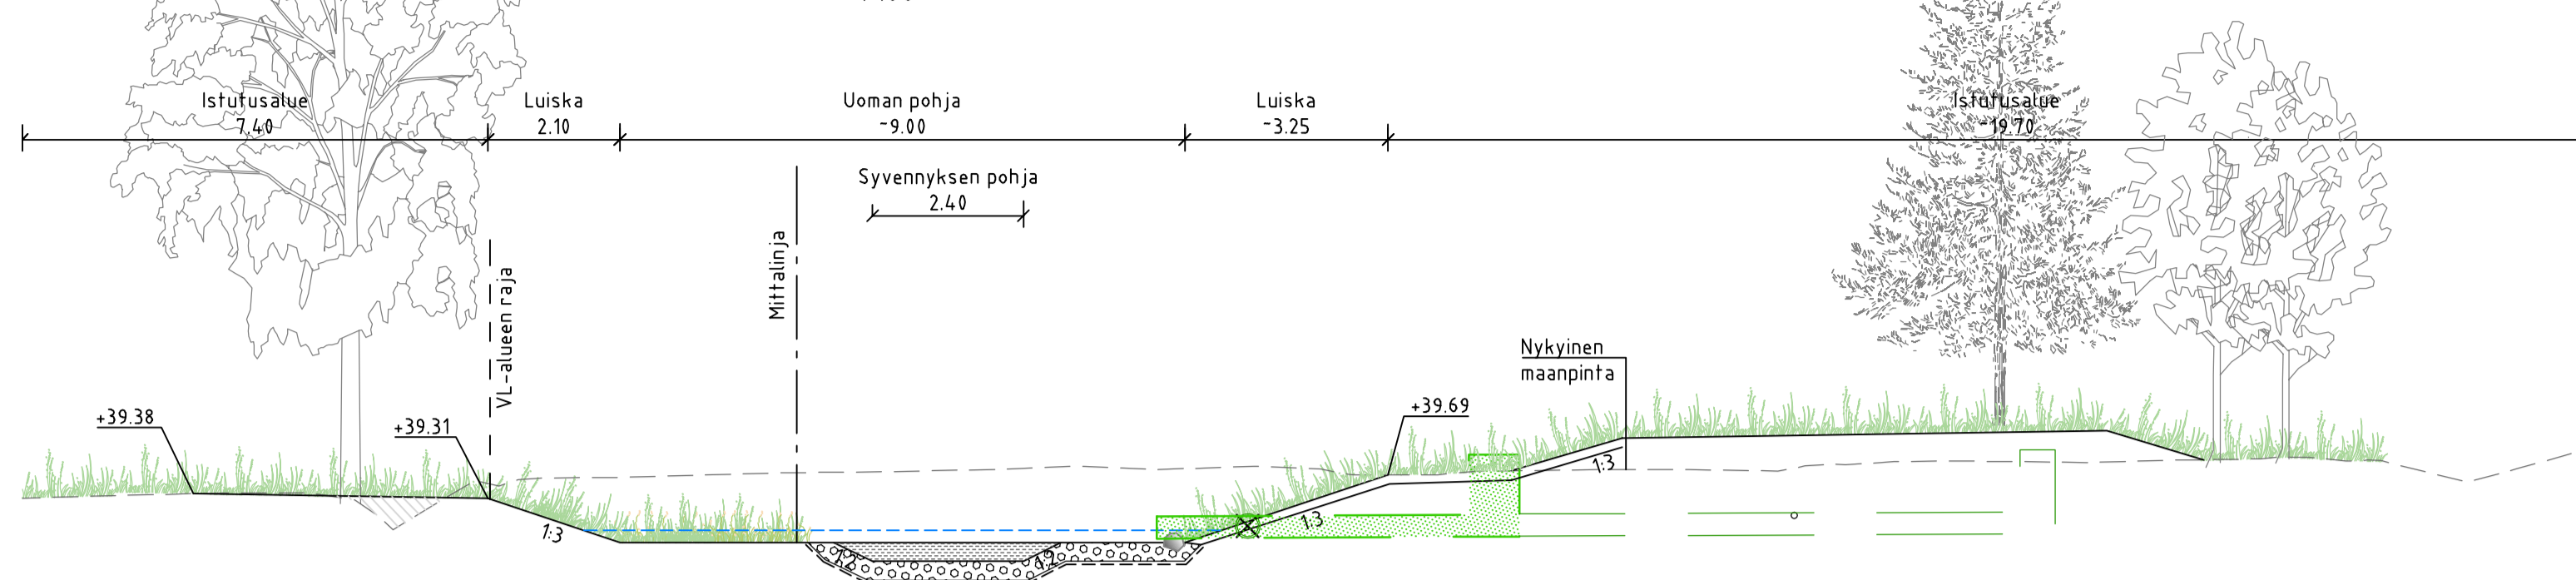 Istutusalue
7.40
Luiska
2.10
Uoman pohja
~9.00
Luiska
~3.25
Istutusalue
~19.70
Syvennyksen pohja
2.40
Mittalinja
VL-alueen raja
Nykyinen
maanpinta
+39.38
+39.31
+39.69
1:3
1:3
1:3
1:2
1:2